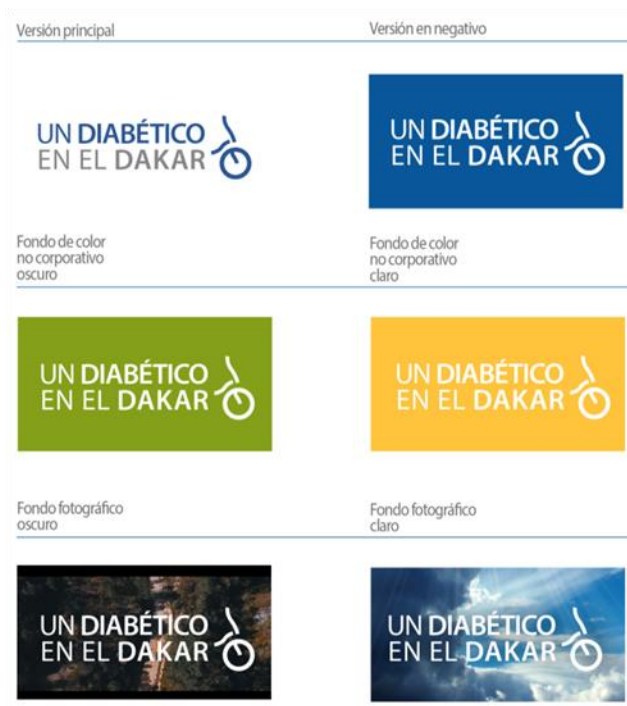 Versión principal
Versión en negativo
UN DIABÉTICO
EN EL DAKAR
UN DIABÉTICO
EN EL DAKAR
Fondo de color
no corporativo
oscuro
Fondo de color
no corporativo
claro
UN DIABÉTICO
EN EL DAKAR
UN DIABÉTICO
EN EL DAKAR
Fondo fotográfico
oscuro
Fondo fotográfico
claro
UN DIABÉTICO
EN EL DAKAR
UN DIABÉTICO
EN EL DAKAR